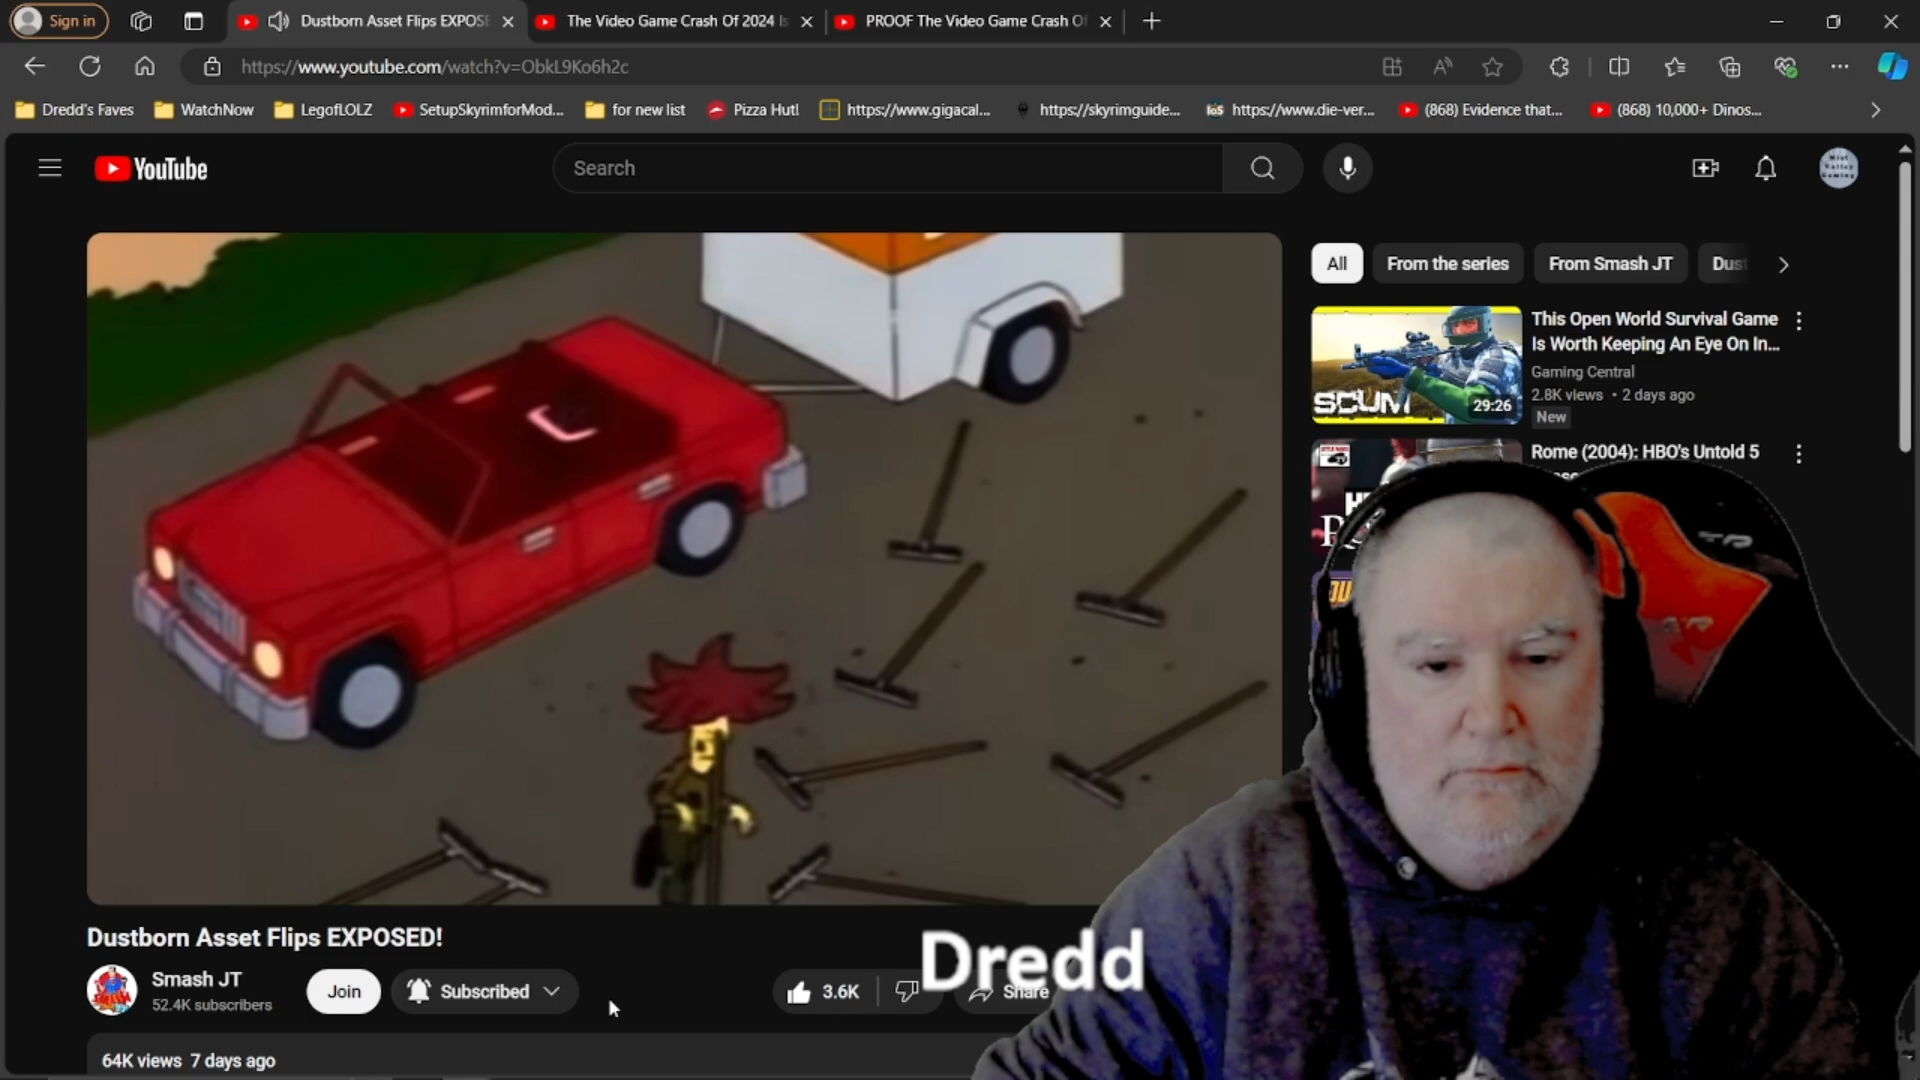 Sign in
Dustborn Asset Flips EXPOSE
The Video Game Crash Of 2024 Is
PROOF The Video Game Crash Of
https://www.youtube.com/watch?v=ObkL9Ko6h2c
Dredd's Faves
WatchNow
LegofLOLZ
SetupSkyrimforMod...
for new list
Pizza Hut!
https://www.gigacal...
https://skyrimguide...
https://www.die-ver...
(868) Evidence that...
(868) 10,000+ Dinos...
YouTube
Search
Mist
Valley
Gaming
All
From the series
From Smash JT
Dust
This Open World Survival Game
Is Worth Keeping An Eye On In...
Gaming Central
2.8K views • 2 days ago
New
SCUM
29:26
Rome (2004): HBO's Untold 5
Dustborn Asset Flips EXPOSED!
Dredd
Smash JT
52.4K subscribers
Join
Subscribed
3.6K
Share
64K views 7 days ago